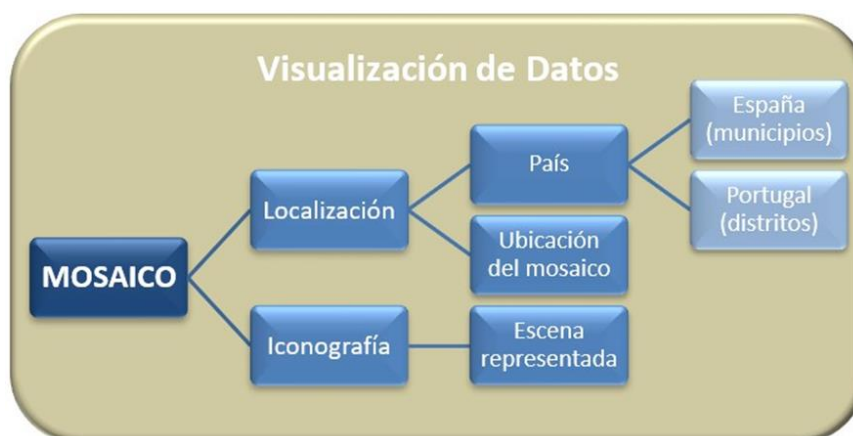 Visualización de Datos
España
(municipios)
País
Portugal
(distritos)
Localización
Ubicación
del mosaico
MOSAICO
Iconografía
Escena
representada